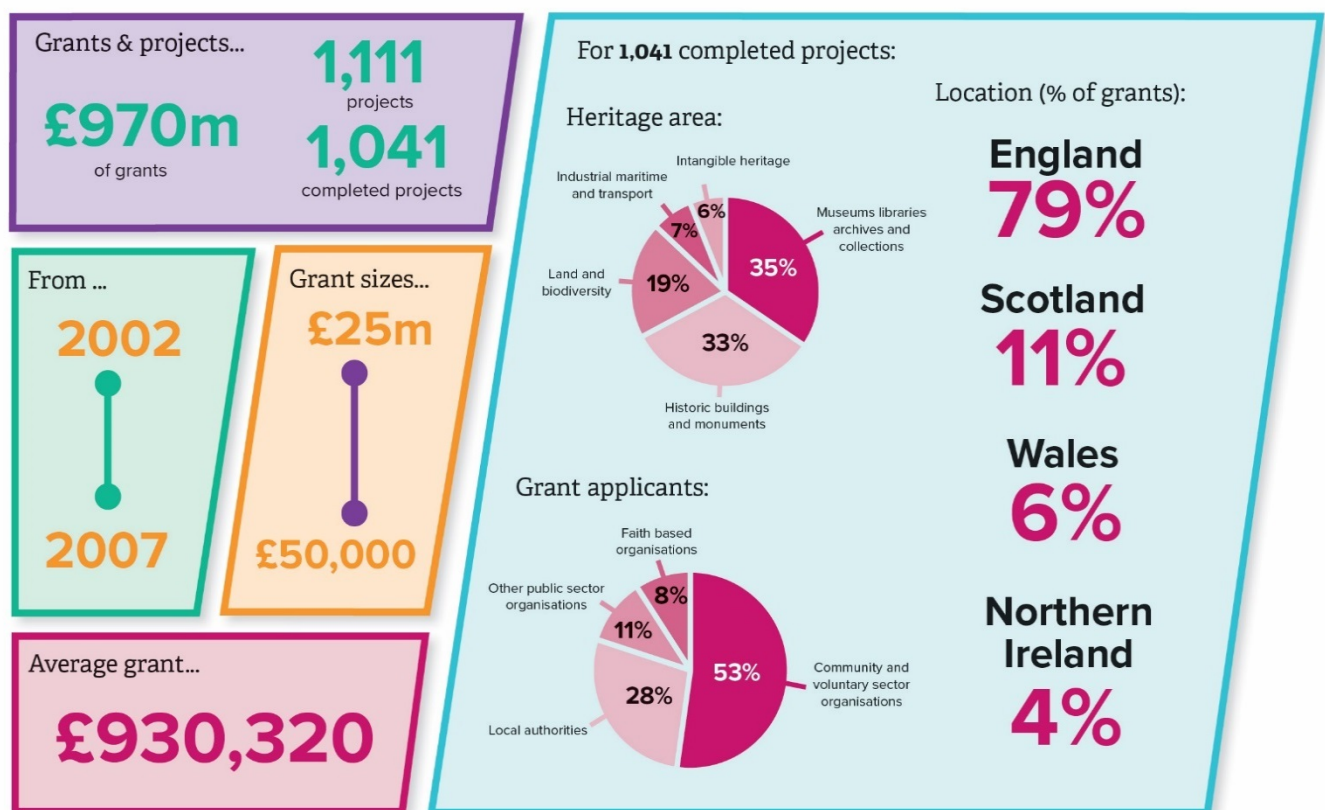 Grants & projects...
£970m
of grants
1,111
projects
1,041
completed projects
From ...
2002
2007
Grant sizes...
£25m
£50,000
Average grant...
£930,320
For 1,041 completed projects:
Heritage area:
Intangible heritage
Industrial maritime
and transport
Museums libraries
archives and
collections
Land and
biodiversity
Historic buildings
and monuments
6%
7%
35%
19%
33%
Grant applicants:
Faith based
organisations
Other public sector
organisations
Community and
voluntary sector
organisations
Local authorities
8%
11%
53%
28%
Location (% of grants):
England
79%
Scotland
11%
Wales
6%
Northern
Ireland
4%